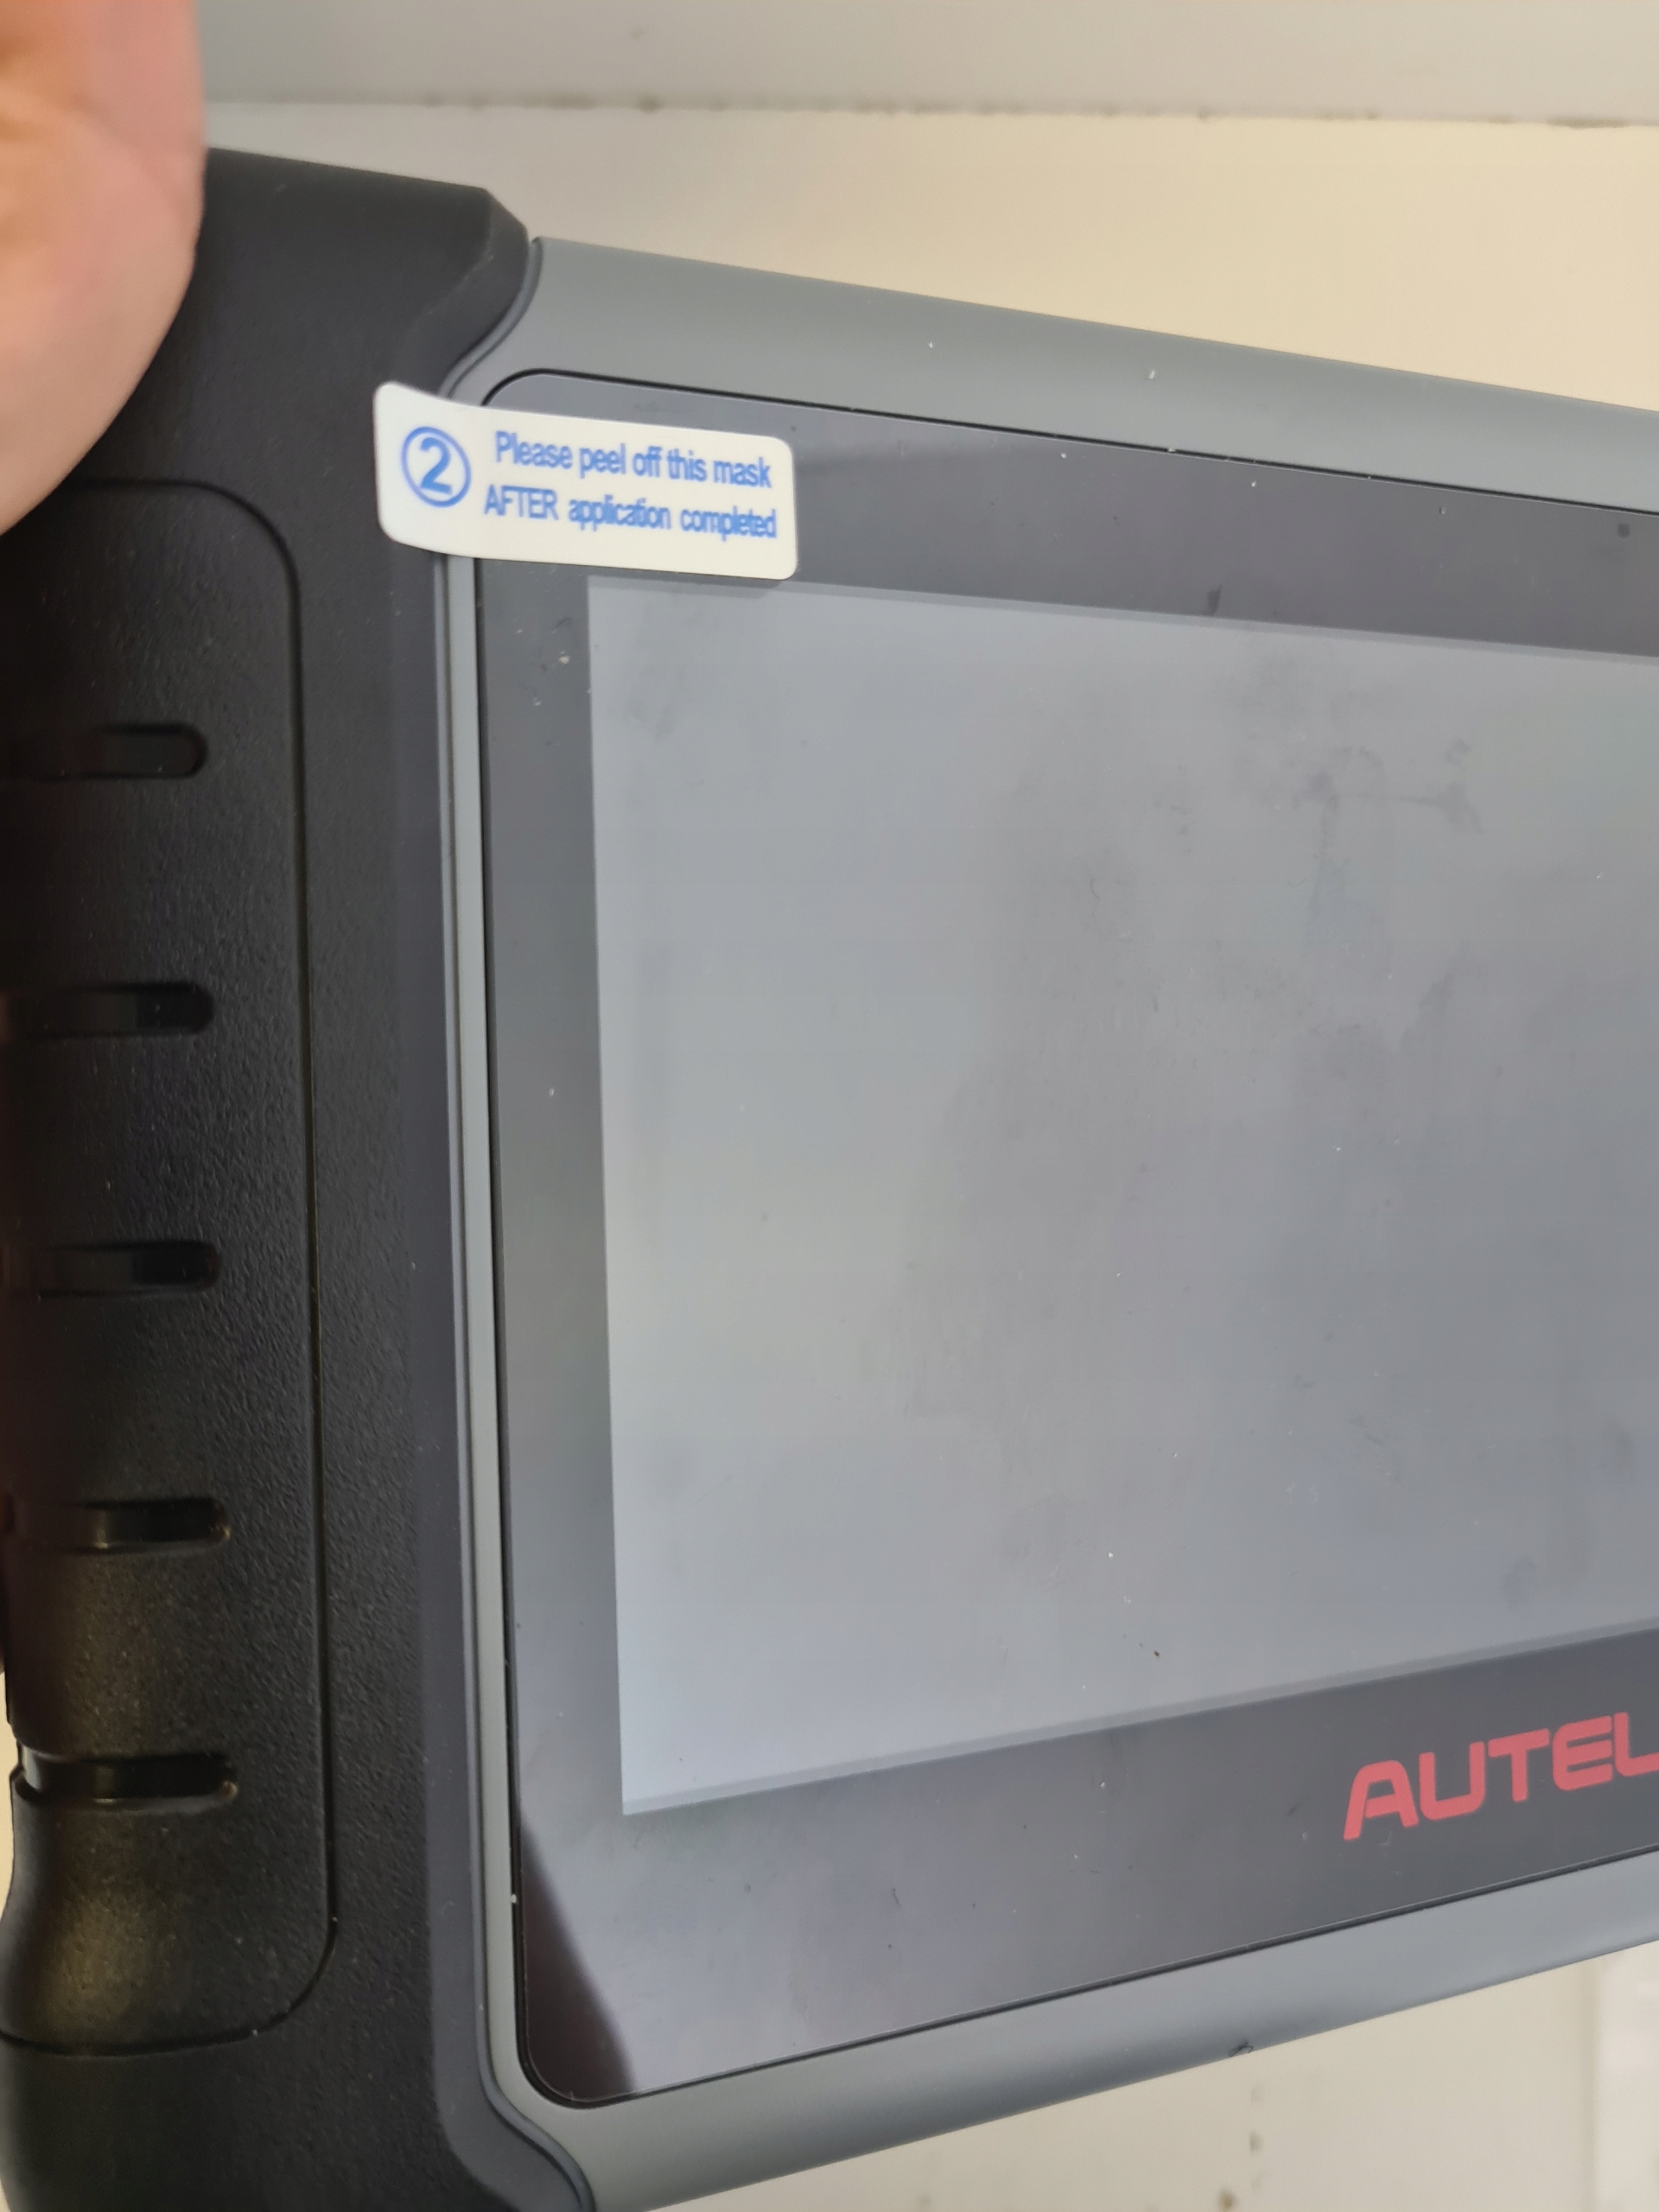 ② Please peel off this mask
AFTER application completed
AUTEL